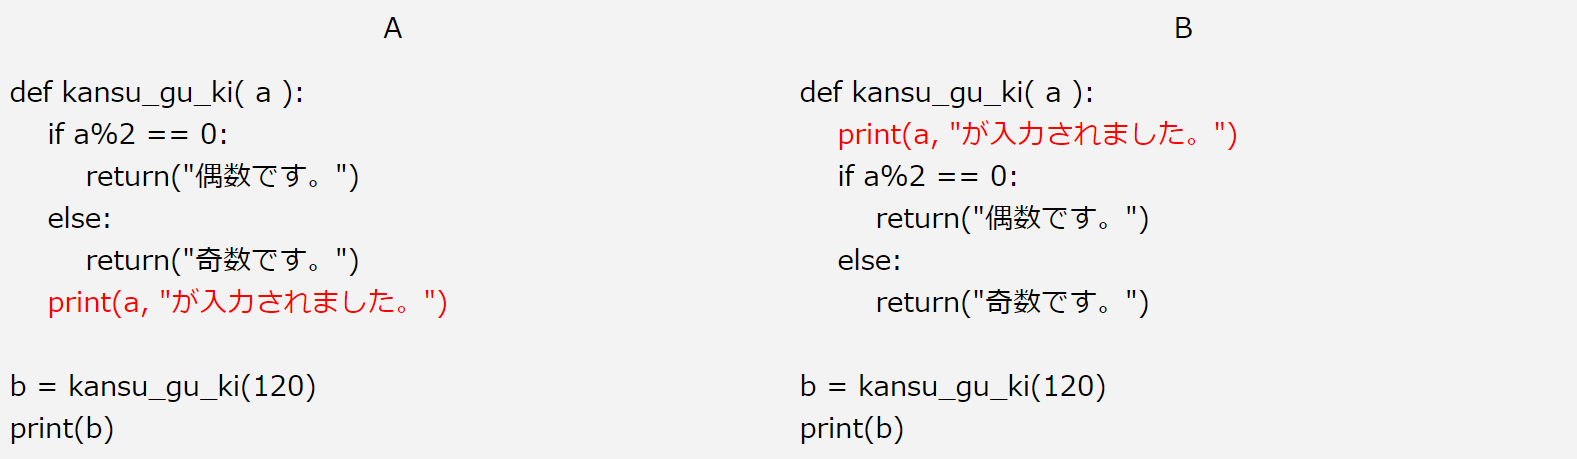 A
def kansu_gu_ki( a ):
if a%2 == 0:
return("偶数です。")
else:
return("奇数です。")
print(a, "が入力されました。")
b = kansu_gu_ki(120)
print(b)
B
def kansu_gu_ki( a ):
print(a, "が入力されました。")
if a%2 == 0:
return("偶数です。")
else:
return("奇数です。")
b = kansu_gu_ki(120)
print(b)